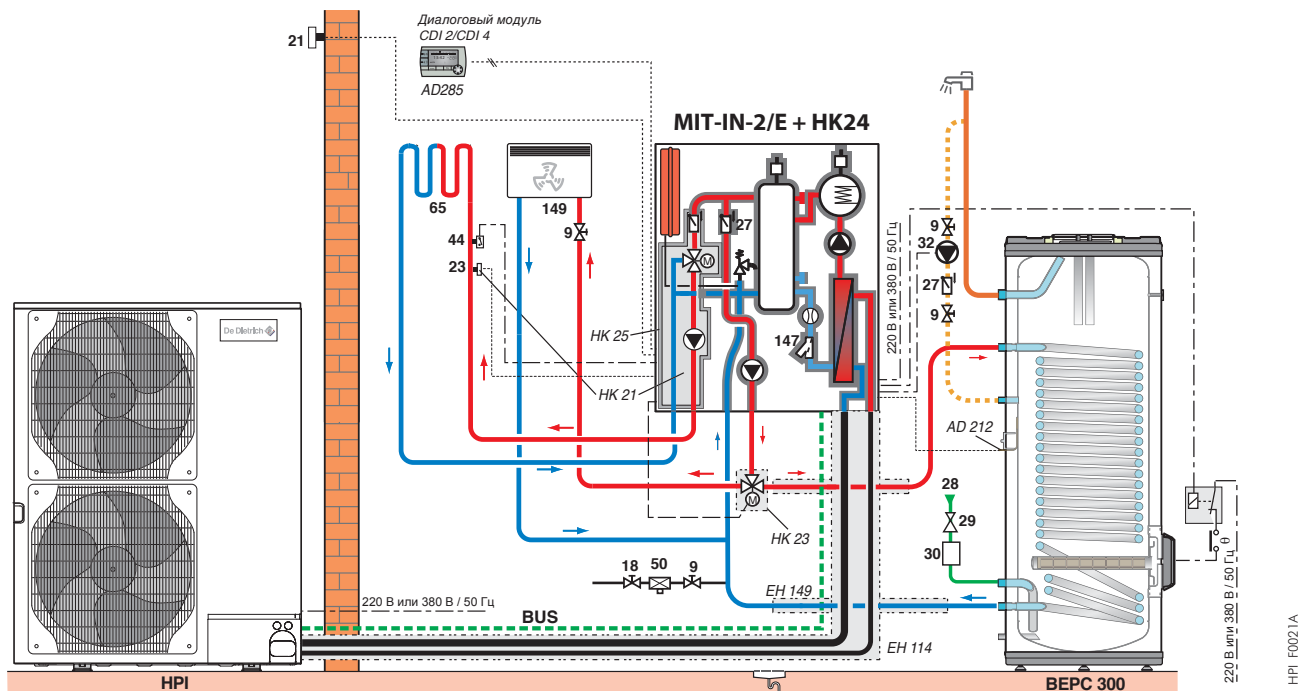 Диалоговый модуль
CDI 2/CDI 4
21
AD285
MIT-IN-2/E + HK24
65
149
9
27
44
23
HK 25
147
HK 21
220 В или 380 В / 50 Гц
9
32
27
9
AD 212
De Dietrich
28
29
30
HK 23
18
50
9
EH 149
θ
220 В или 380 В / 50 Гц
220 В или 380 В / 50 Гц
BUS
EH 114
HPI
ВЕРС 300
HPI_F0021A
M
M